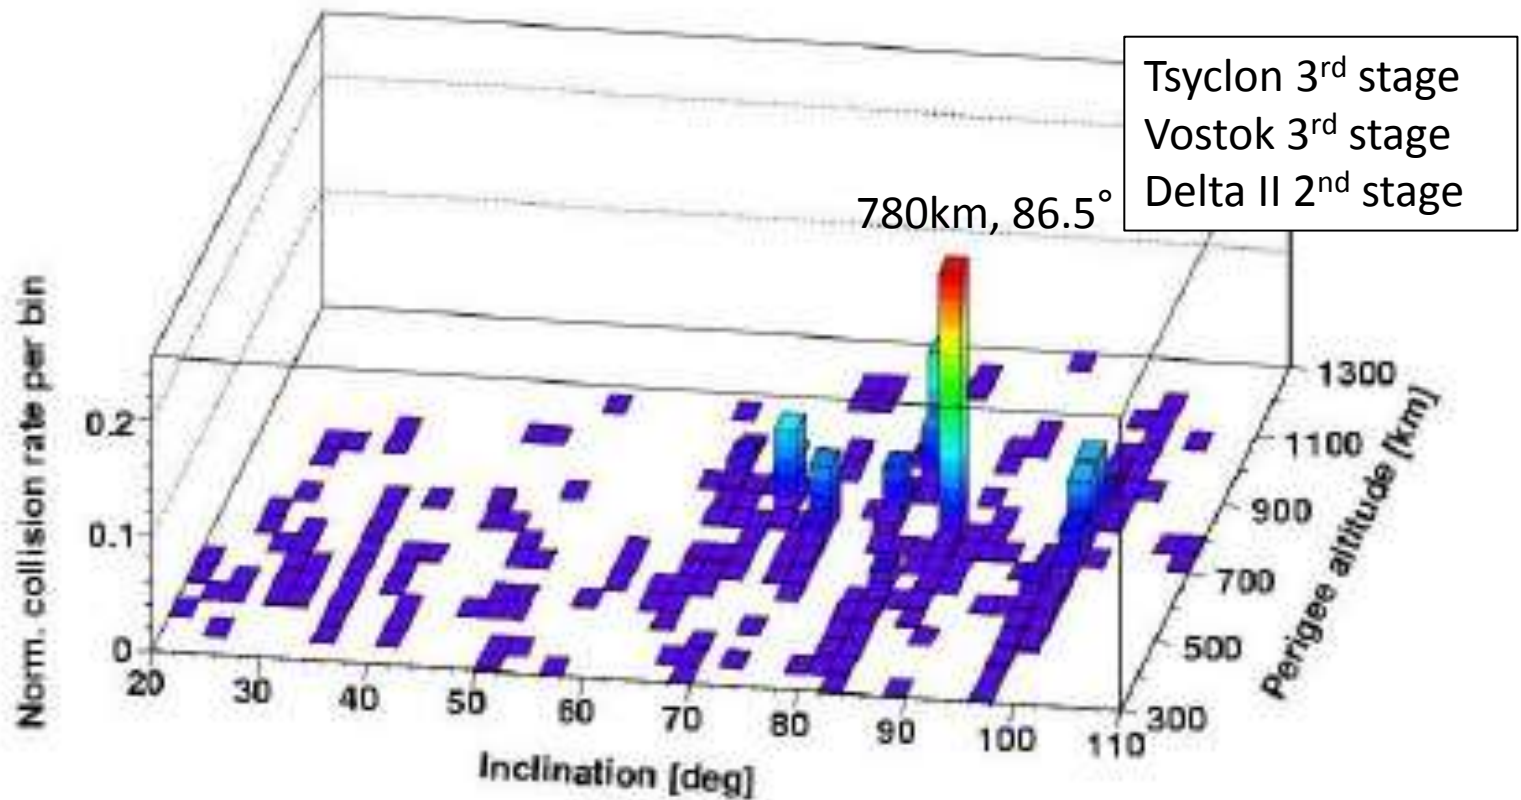 Tsyclon 3rd stage
Vostok 3rd stage
Delta II 2nd stage
780km, 86.5°
Norm. collision rate per bin
0.2
0.1
0
20 30 40 50 60 70 80 90 100 110
Inclination [deg]
1300
1100
900
700
500
300
Perigee altitude [km]